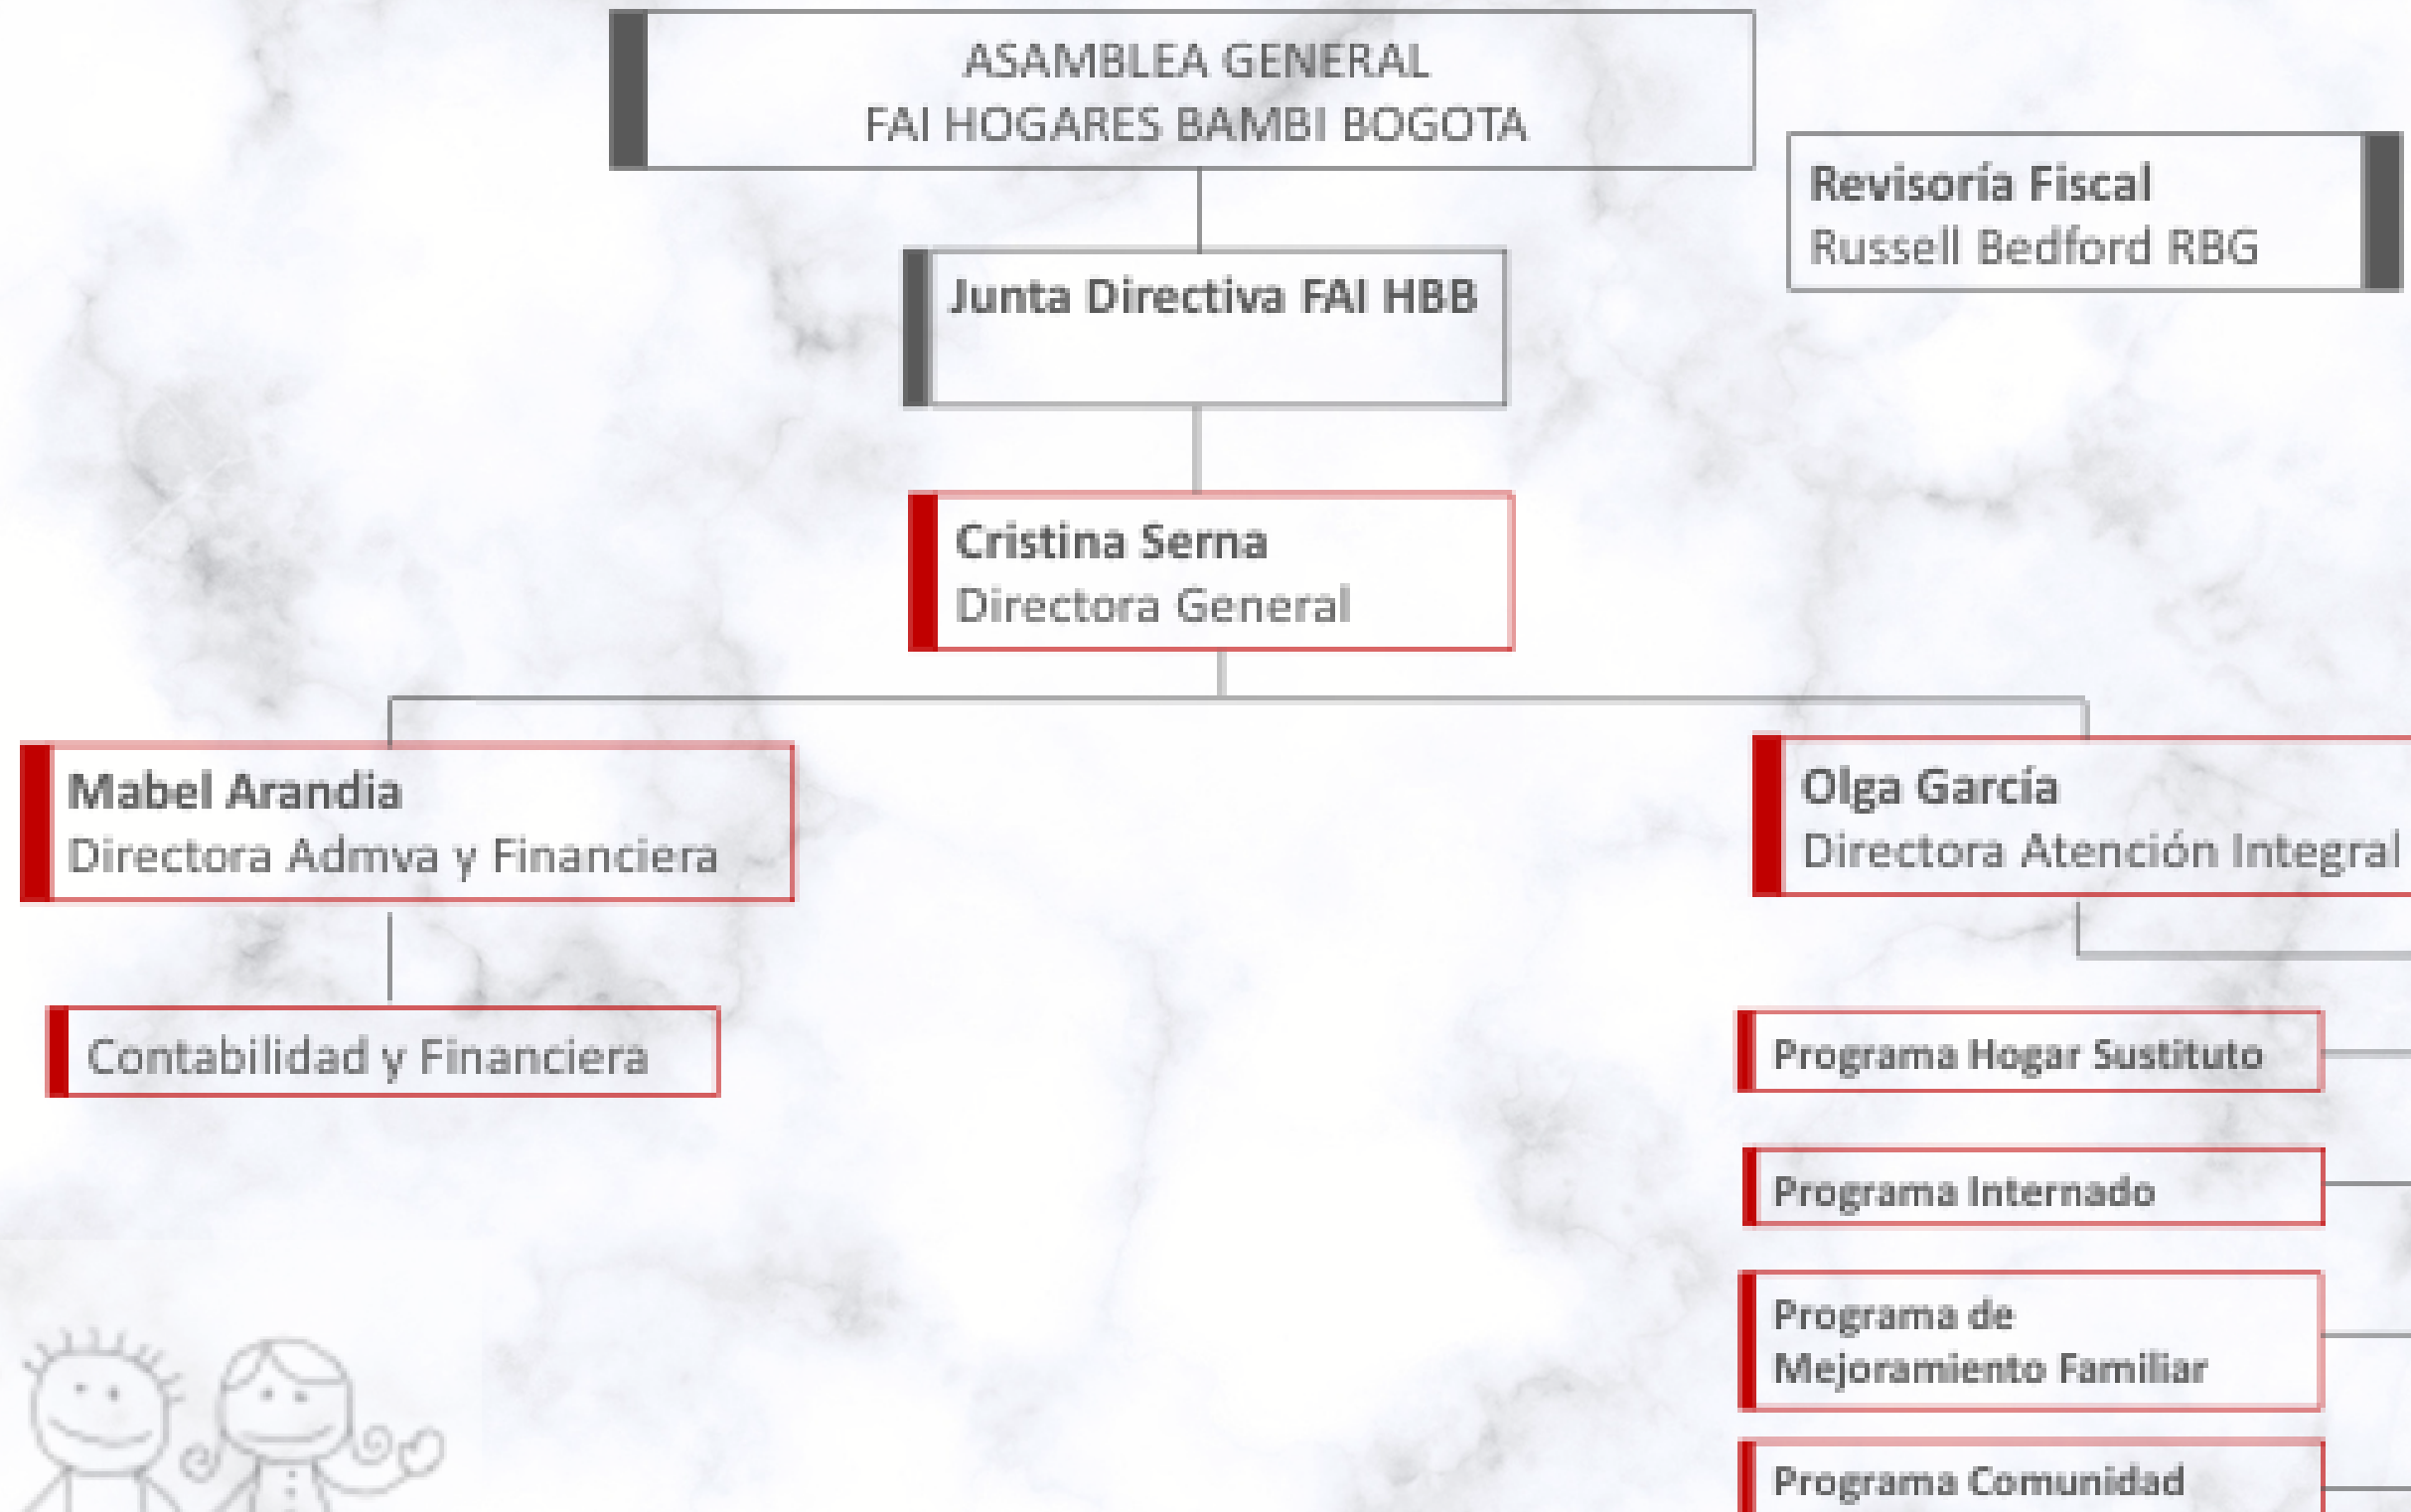 ASAMBLEA GENERAL
FAI HOGARES BAMBI BOGOTA
Revisoría Fiscal
Russell Bedford RBG
Junta Directiva FAI HBB
Cristina Serna
Directora General
Mabel Arandia
Directora Admva y Financiera
Olga García
Directora Atención Integral
Contabilidad y Financiera
Programa Hogar Sustituto
Programa Internado
Programa de
Mejoramiento Familiar
Programa Comunidad